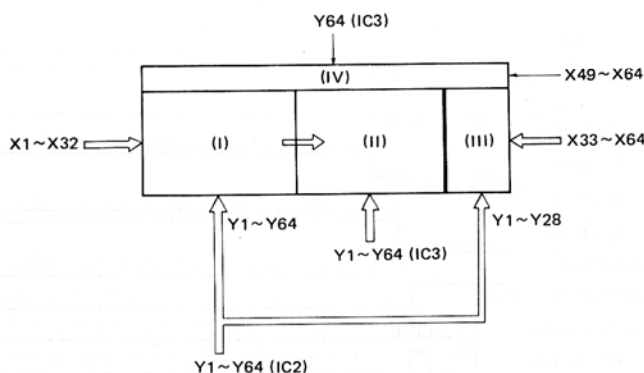 Y64 (IC3)
(IV)
X49~X64
X1~X32
(I)
(II)
(III)
X33~X64
Y1~Y64
Y1~Y28
Y1~Y64 (IC3)
Y1~Y64 (IC2)